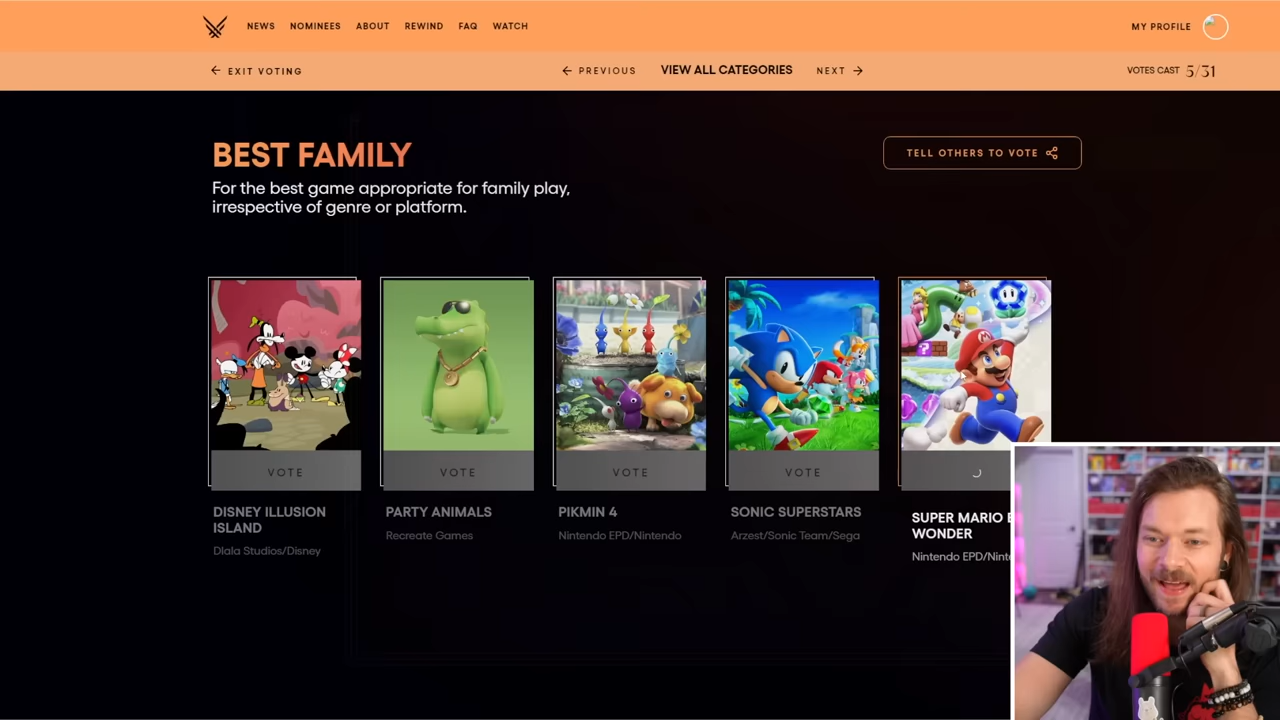 NEWS NOMINEES ABOUT REWIND FAQ WATCH MY PROFILE
EXIT VOTING PREVIOUS VIEW ALL CATEGORIES NEXT VOTES CAST 5/31
BEST FAMILY
TELL OTHERS TO VOTE
For the best game appropriate for family play,
irrespective of genre or platform.
VOTE VOTE VOTE VOTE
DISNEY ILLUSION
ISLAND
Dlala Studios/Disney
PARTY ANIMALS
Recreate Games
PIKMIN 4
Nintendo EPD/Nintendo
SONIC SUPERSTARS
Arzest/Sonic Team/Sega
SUPER MARIO
WONDER
Nintendo EPD/